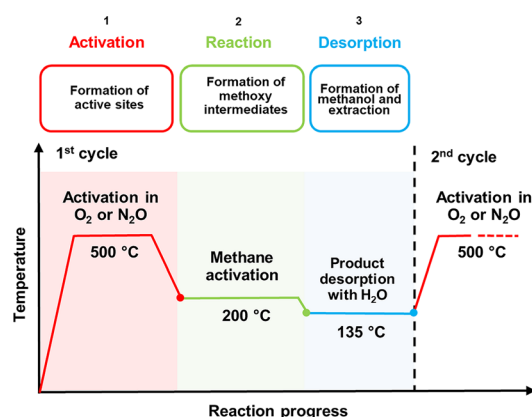 1 2 3
Activation Reaction Desorption
Formation of
active sites
Formation of
methoxy
intermediates
Formation of
methanol and
extraction
1st cycle
2nd cycle
Activation in
O2 or N2O
500 °C
Methane
activation
200 °C
Product
desorption
with H2O
135 °C
Activation in
O2 or N2O
500 °C
Temperature
Reaction progress